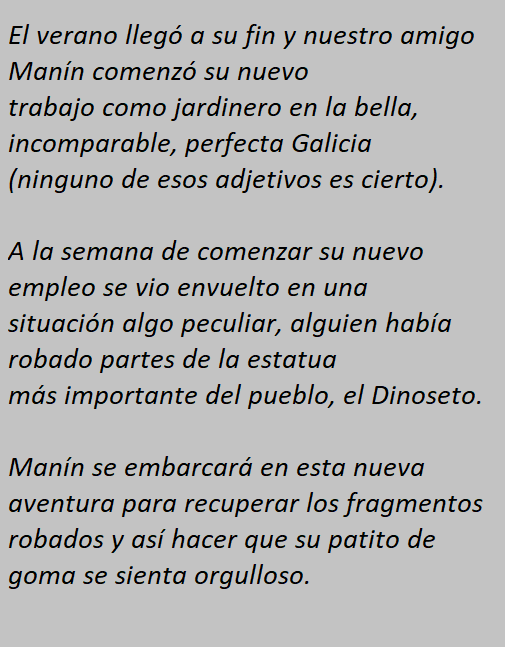 El verano llegó a su fin y nuestro amigo
Manín comenzó su nuevo
trabajo como jardinero en la bella,
incomparable, perfecta Galicia
(ninguno de esos adjetivos es cierto).
A la semana de comenzar su nuevo
empleo se vio envuelto en una
situación algo peculiar, alguien había
robado partes de la estatua
más importante del pueblo, el Dinoseto.
Manín se embarcará en esta nueva
aventura para recuperar los fragmentos
robados y así hacer que su patito de
goma se sienta orgulloso.